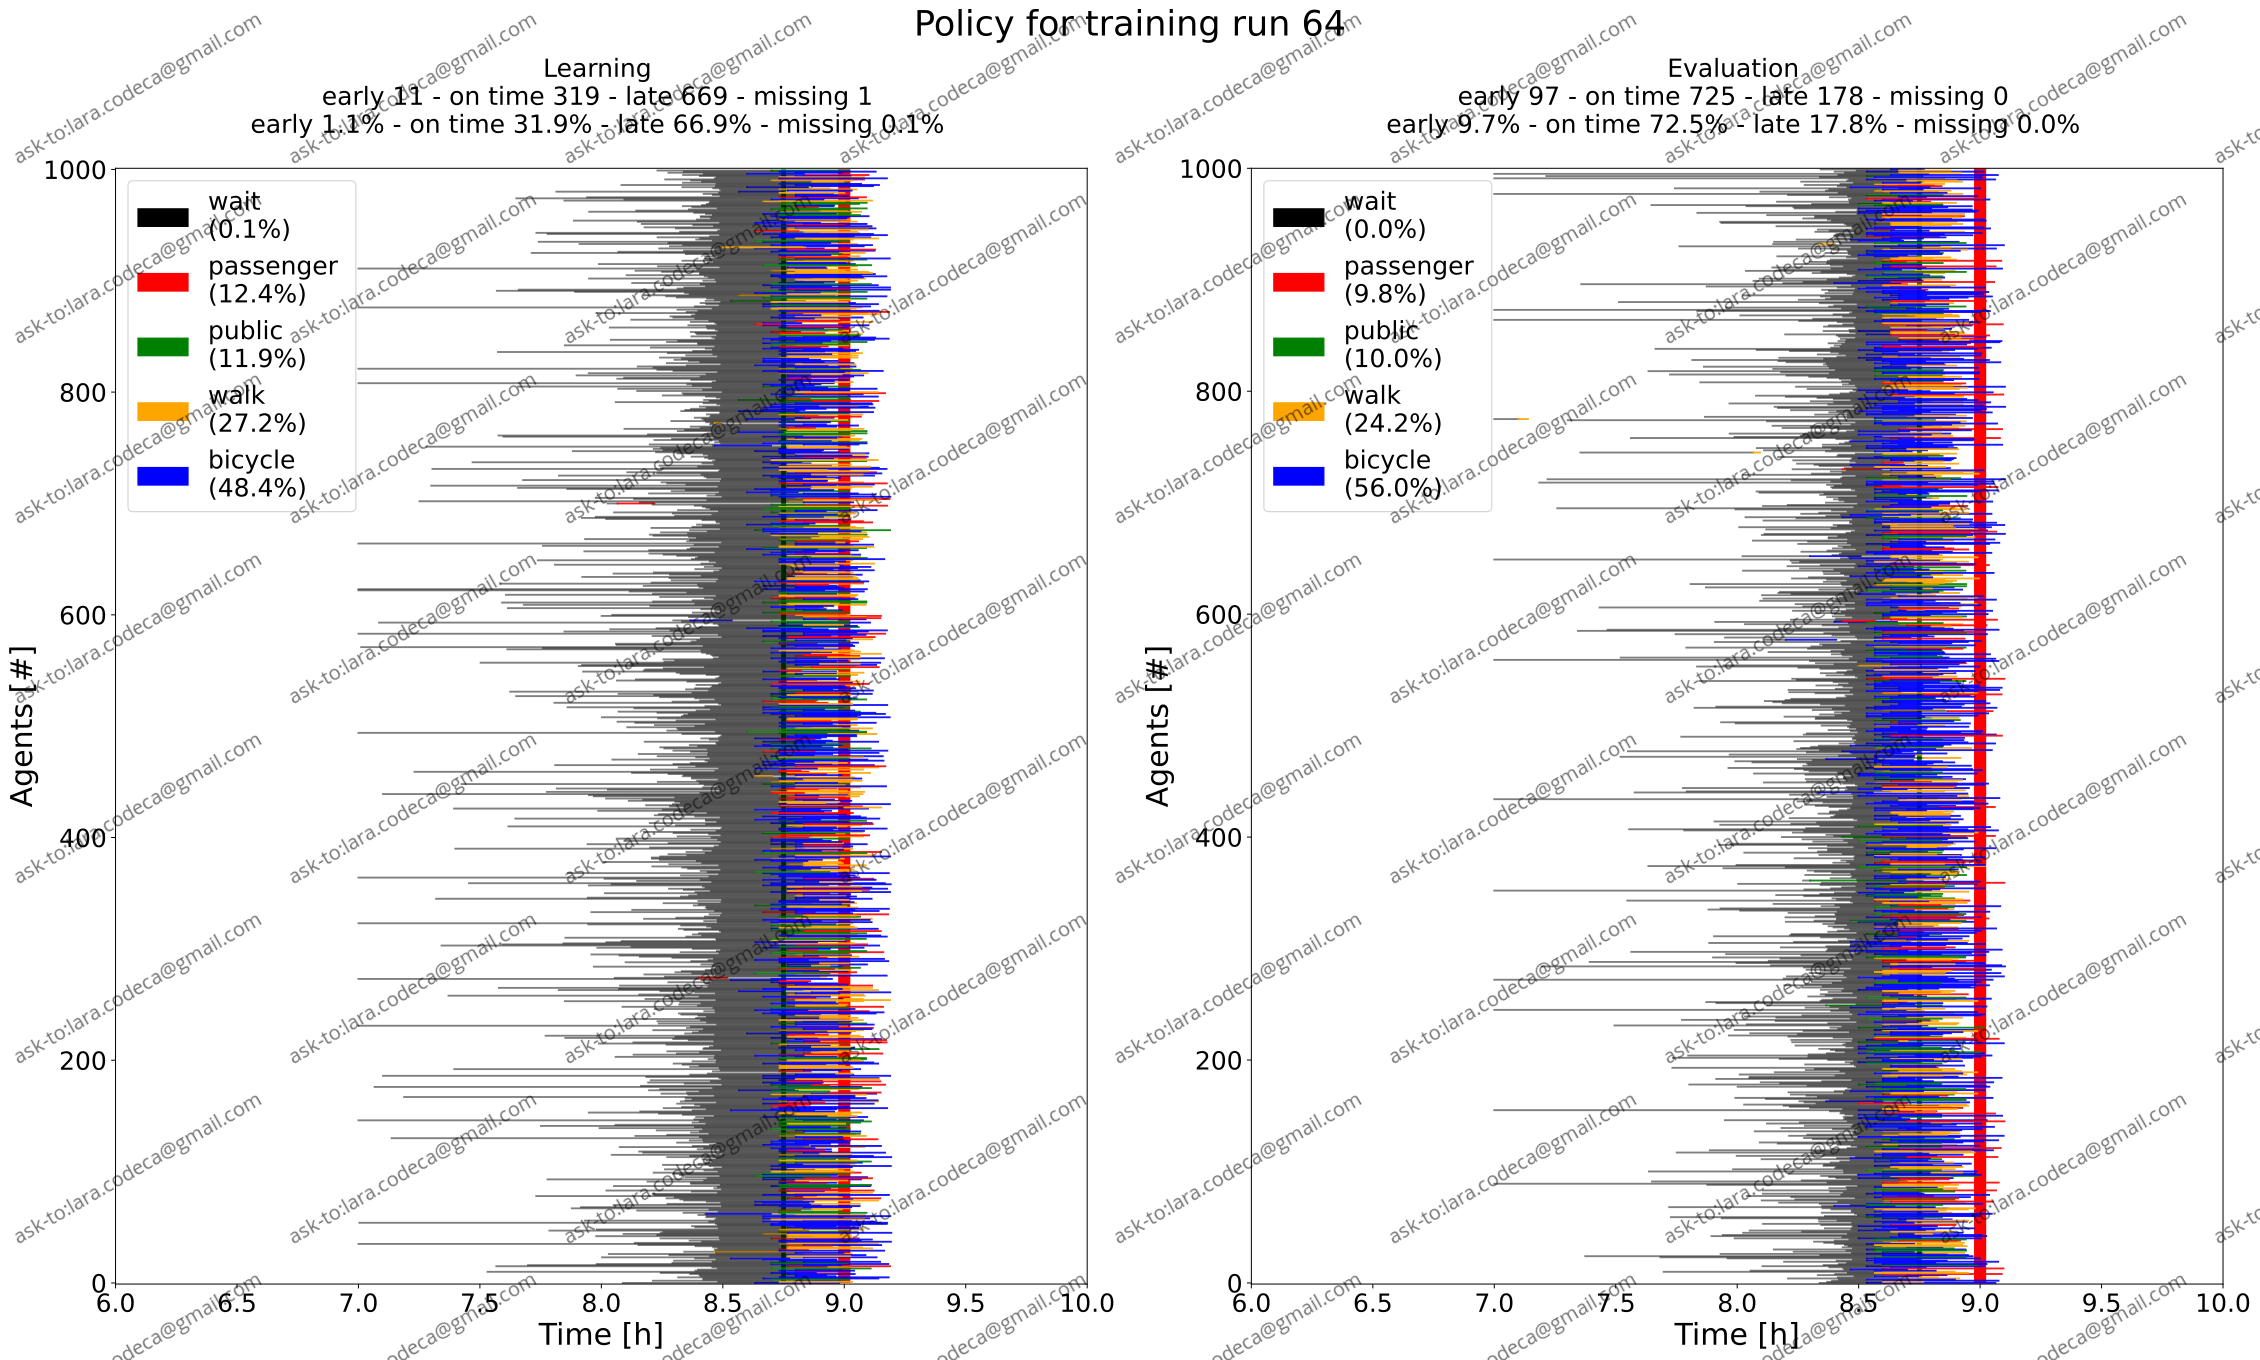 Policy for training run 64
Learning
early 11 - on time 319 - late 669 - missing 1
early 1.1% - on time 31.9% - late 66.9% - missing 0.1%
1000
800
600
400
200
0
Agents [#]
wait
(0.1%)
passenger
(12.4%)
public
(11.9%)
walk
(27.2%)
bicycle
(48.4%)
6.0 6.5 7.0 7.5 8.0 8.5 9.0 9.5 10.0
Time [h]
Evaluation
early 97 - on time 725 - late 178 - missing 0
early 9.7% - on time 72.5% - late 17.8% - missing 0.0%
1000
800
600
400
200
0
Agents [#]
wait
(0.0%)
passenger
(9.8%)
public
(10.0%)
walk
(24.2%)
bicycle
(56.0%)
6.0 6.5 7.0 7.5 8.0 8.5 9.0 9.5 10.0
Time [h]
ask-to:lara.codeca@gmail.com